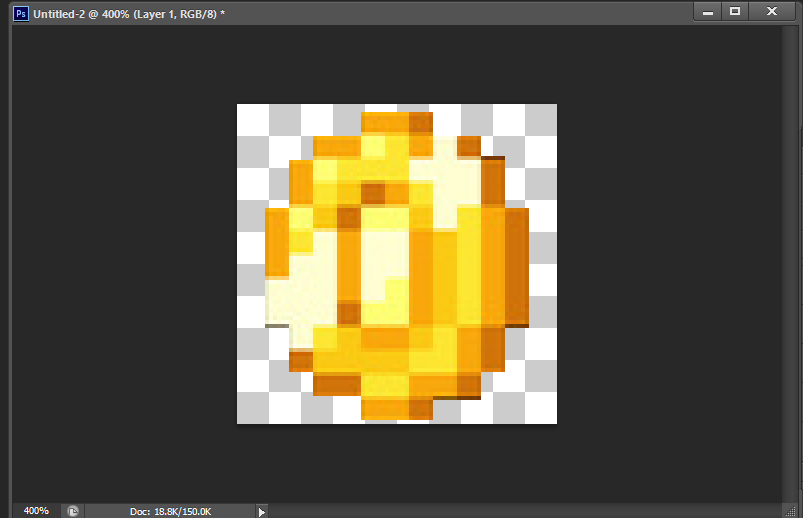 Ps Untitled-2 @ 400% (Layer 1, RGB/8) *
400% Doc: 18.8K/150.0K